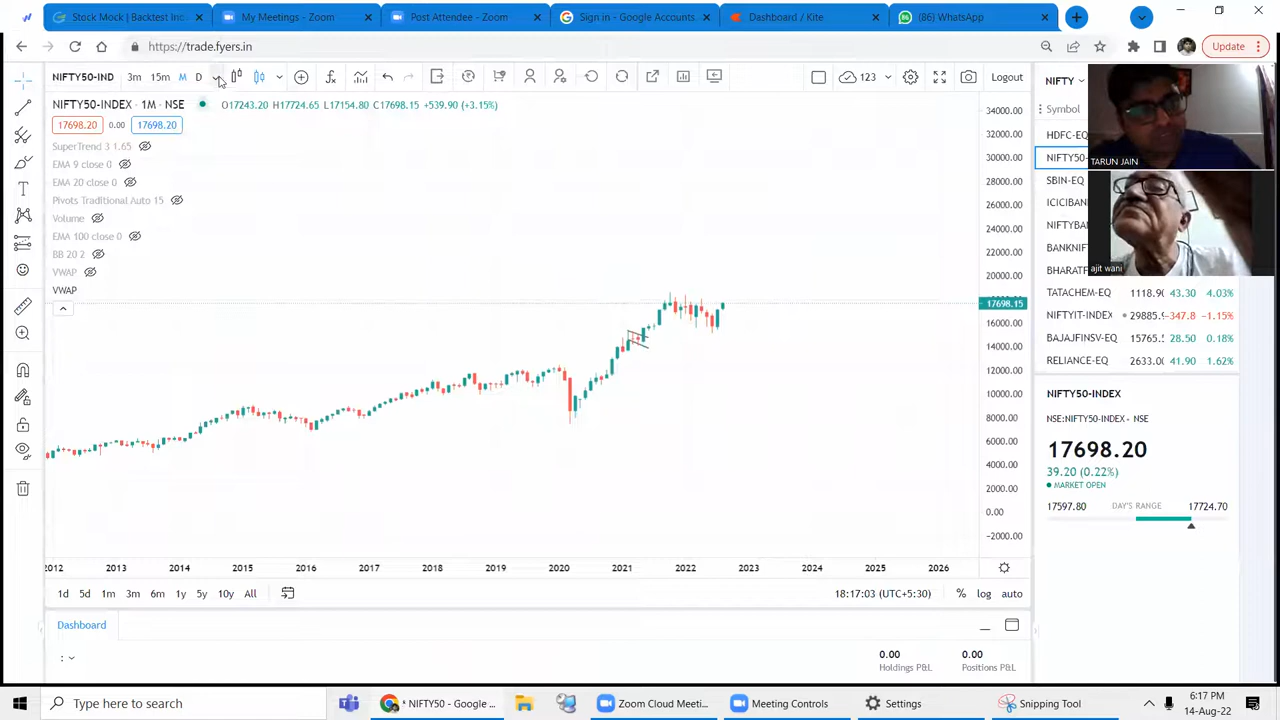 Stock Mock | Backtest Ind
My Meetings - Zoom
Post Attendee - Zoom
Sign in - Google Accounts
Dashboard / Kite
(86) WhatsApp
https://trade.fyers.in
Update
NIFTY50-IND
3m
15m
M
D
123
Logout
NIFTY
NIFTY50-INDEX · 1M · NSE
O17243.20 H17724.65 L17154.80 C17698.15 +539.90 (+3.15%)
17698.20
0.00
17698.20
SuperTrend 3 1.65
EMA 9 close 0
EMA 20 close 0
Pivots Traditional Auto 15
Volume
EMA 100 close 0
BB 20 2
VWAP
VWAP
34000.00
32000.00
30000.00
28000.00
26000.00
24000.00
22000.00
20000.00
17698.15
16000.00
14000.00
12000.00
10000.00
8000.00
6000.00
4000.00
2000.00
0.00
−2000.00
2012
2013
2014
2015
2016
2017
2018
2019
2020
2021
2022
2023
2024
2025
2026
1d
5d
1m
3m
6m
1y
5y
10y
All
18:17:03 (UTC+5:30)
%
log
auto
Dashboard
:
0.00
Holdings P&L
0.00
Positions P&L
Symbol
HDFC-EQ
NIFTY50-
SBIN-EQ
ICICIBAN
NIFTYBAN
BANKNIFT
BHARATF
TATACHEM-EQ 1118.90 43.30 4.03%
NIFTYIT-INDEX 29885.9 -347.8 -1.15%
BAJAJFINSV-EQ 15765.5 28.50 0.18%
RELIANCE-EQ 2633.00 41.90 1.62%
TARUN JAIN
ajit wani
NIFTY50-INDEX
NSE:NIFTY50-INDEX • NSE
17698.20
39.20 (0.22%)
MARKET OPEN
17597.80
DAY'S RANGE
17724.70
Type here to search
NIFTY50 - Google ...
Zoom Cloud Meeti...
Meeting Controls
Settings
Snipping Tool
6:17 PM
14-Aug-22